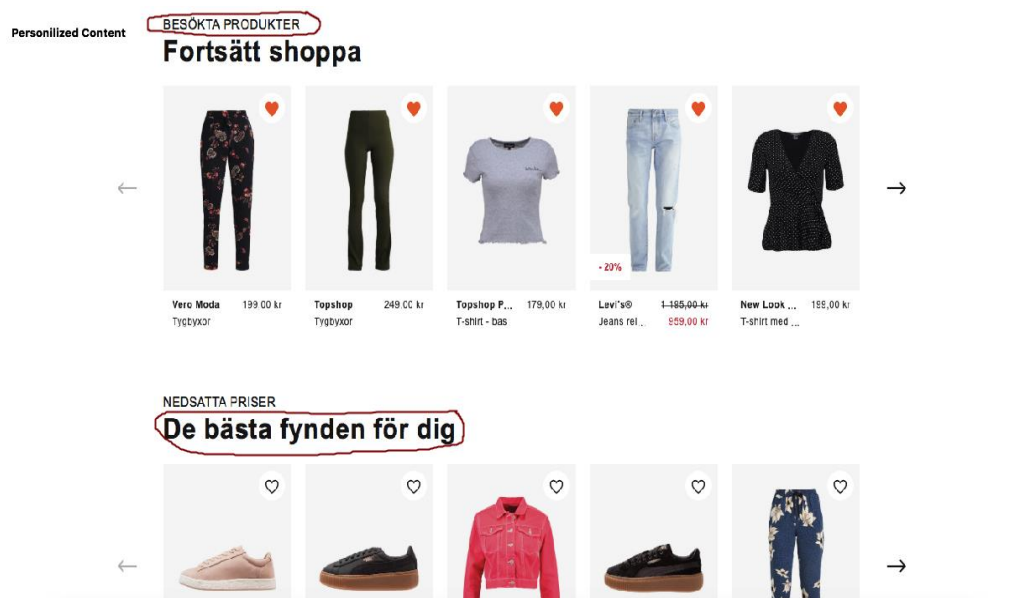 Personilized Content
BESÖKTA PRODUKTER
Fortsätt shoppa
- 20%
Vero Moda 199,00 kr
Tygbyxor
Topshop 249,00 kr
Tygbyxor
Topshop P... 179,00 kr
T-shirt - bas
Levi's® 1 195,00 kr
Jeans rel... 959,00 kr
New Look ... 199,00 kr
T-shirt med ...
NEDSATTA PRISER
De bästa fynden för dig